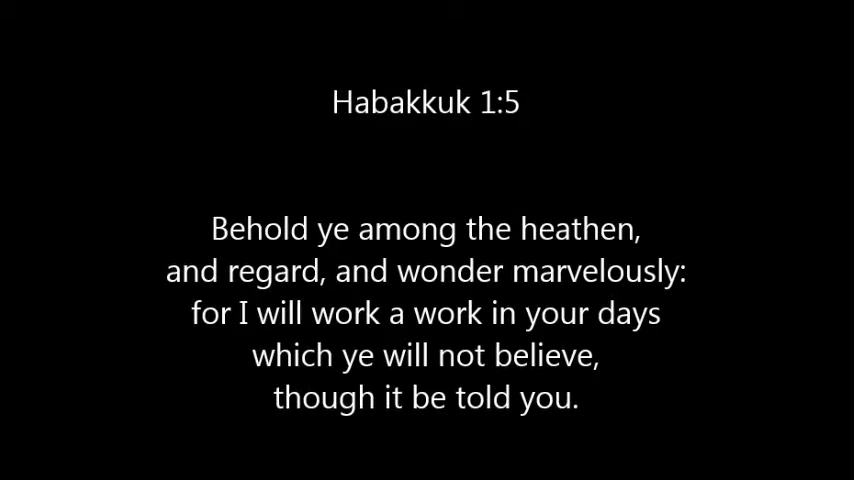 Habakkuk 1:5
Behold ye among the heathen,
and regard, and wonder marvelously:
for I will work a work in your days
which ye will not believe,
though it be told you.